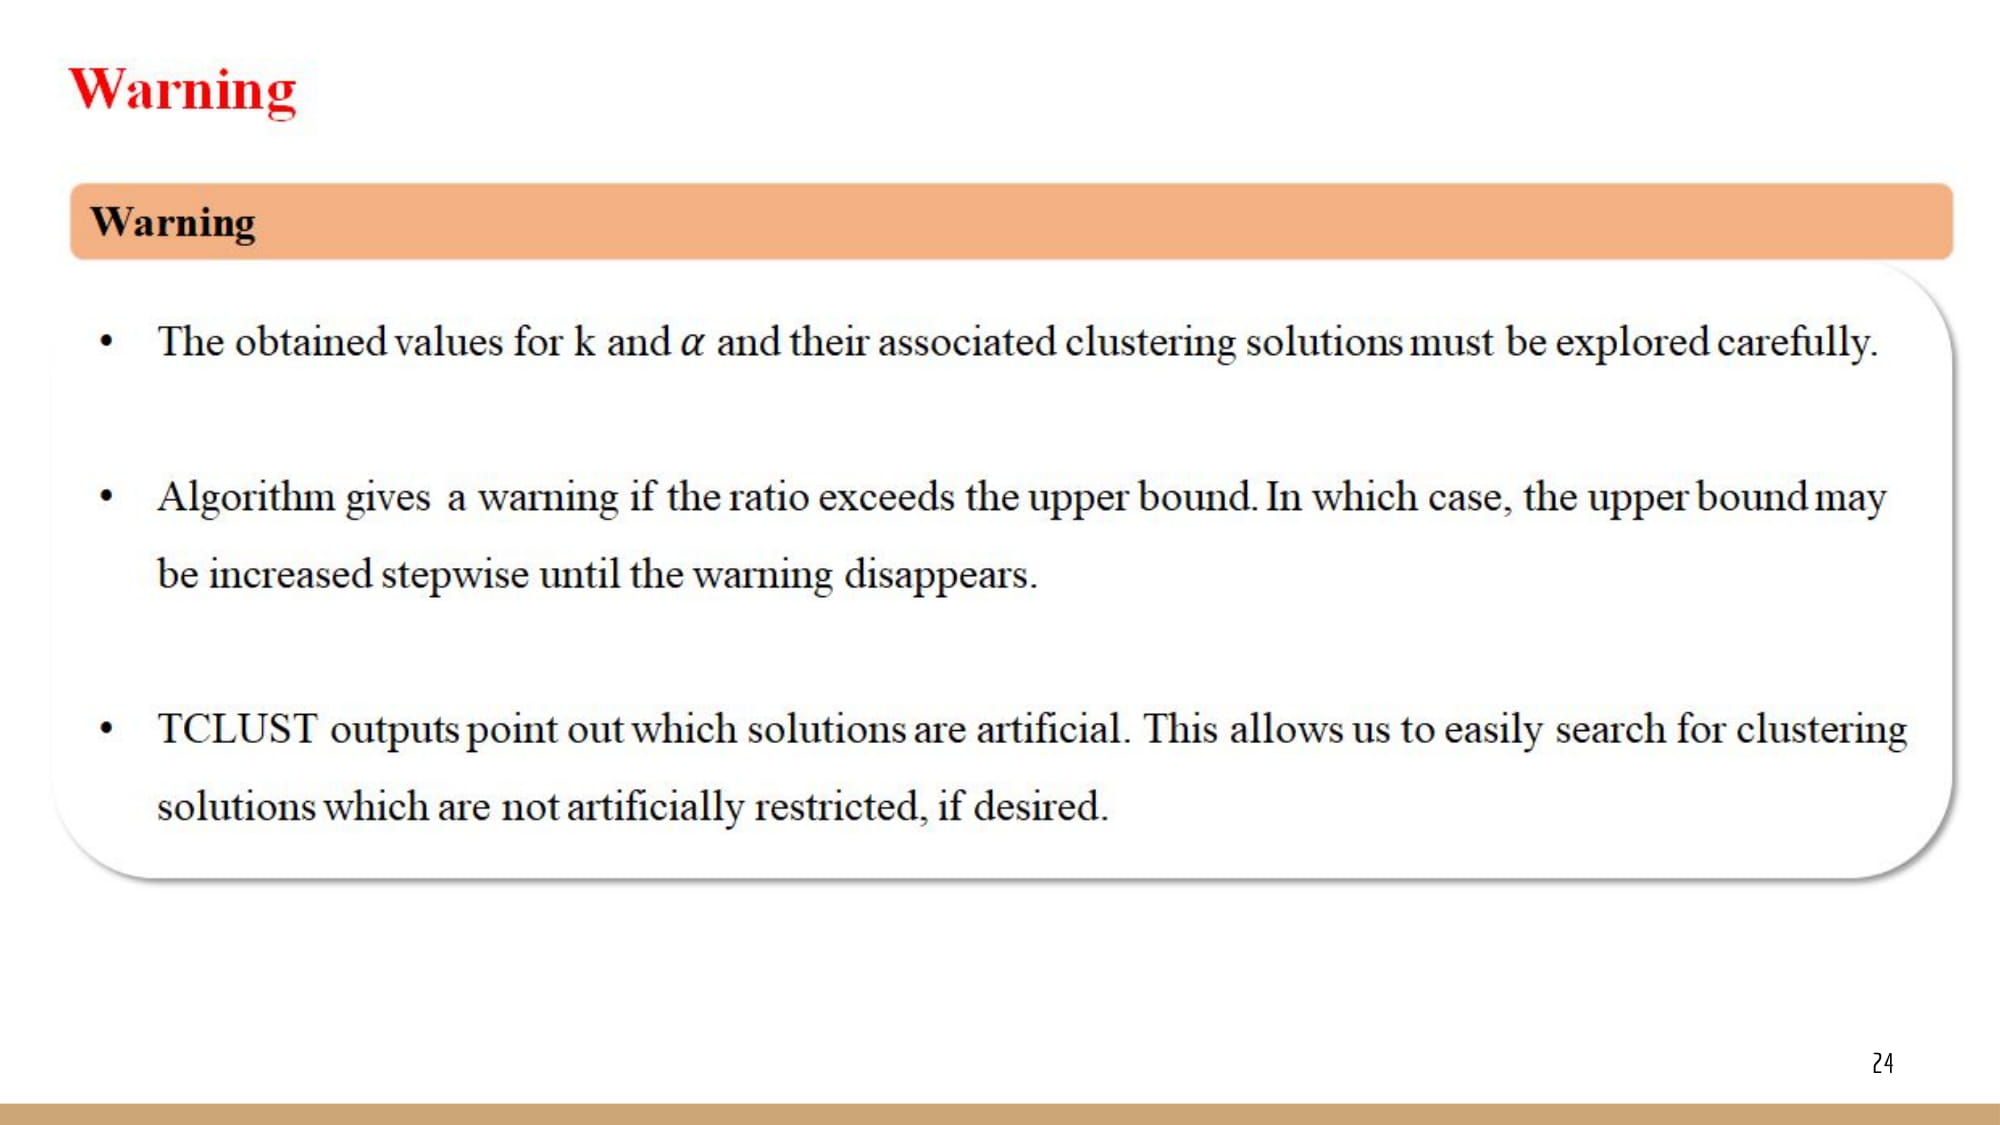 Warning
Warning
• The obtained values for k and α and their associated clustering solutions must be explored carefully.
• Algorithm gives a warning if the ratio exceeds the upper bound. In which case, the upper bound may
be increased stepwise until the warning disappears.
• TCLUST outputs point out which solutions are artificial. This allows us to easily search for clustering
solutions which are not artificially restricted, if desired.
24